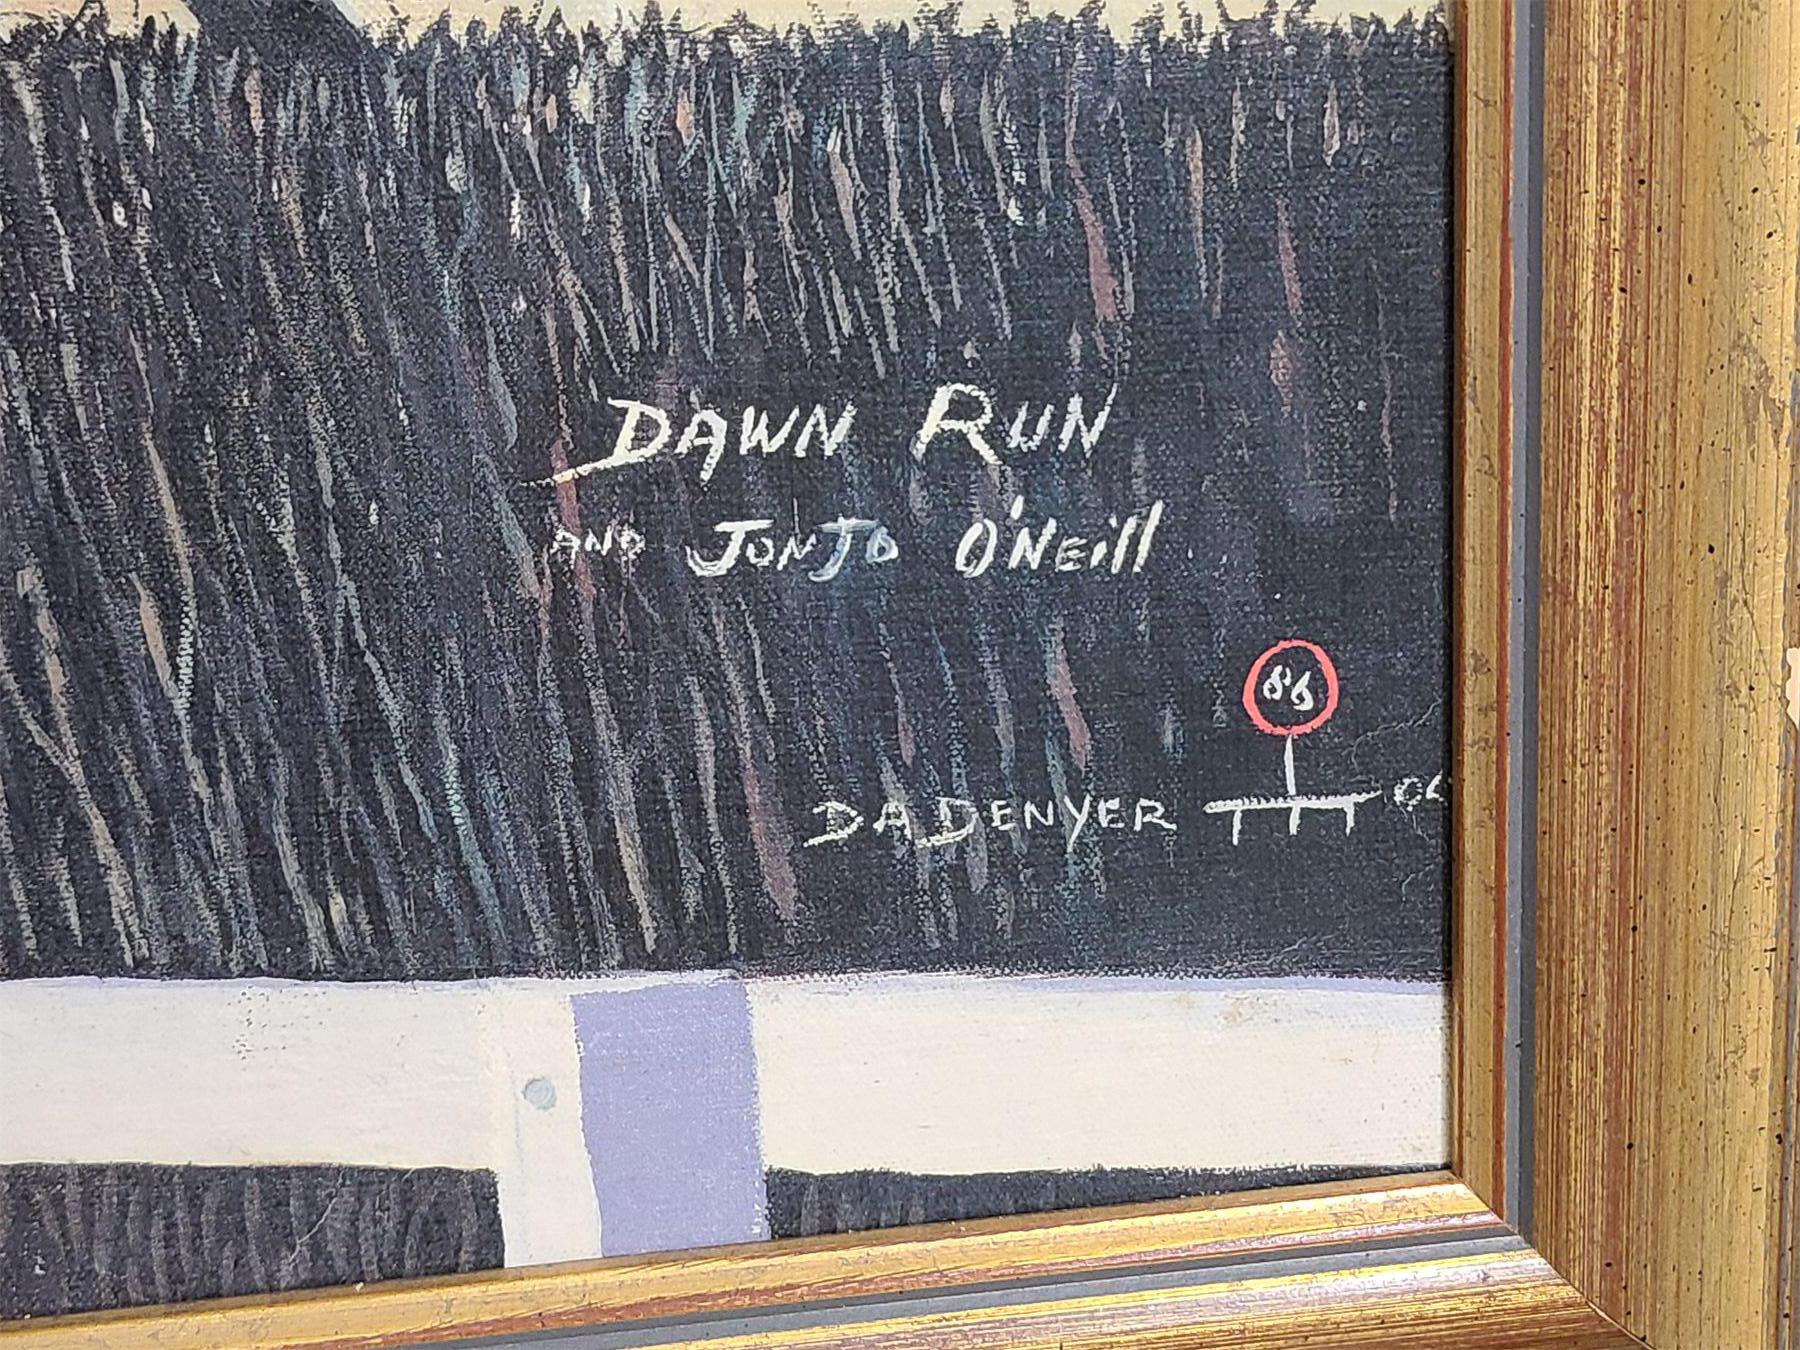 DAWN RUN
AND JONJO O'NEill
86
DA DENYER